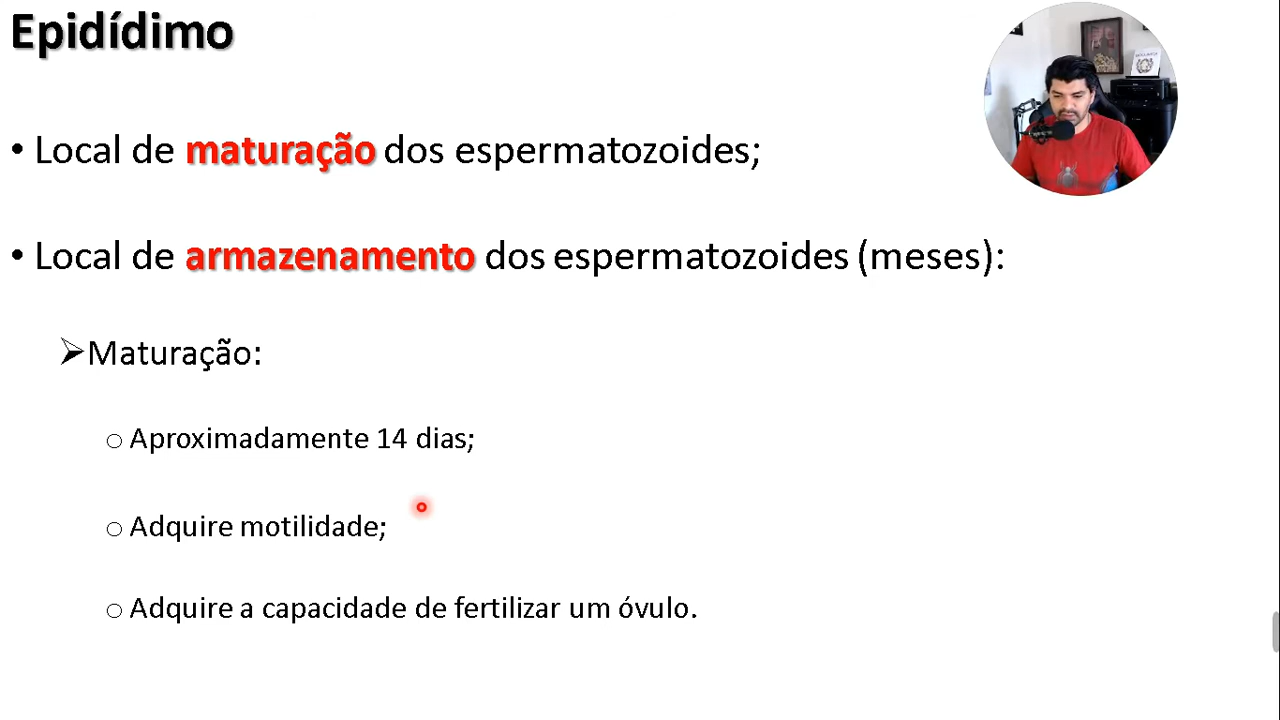 Epidídimo
• Local de maturação dos espermatozoides;
• Local de armazenamento dos espermatozoides (meses):
➢Maturação:
○ Aproximadamente 14 dias;
○ Adquire motilidade;
○ Adquire a capacidade de fertilizar um óvulo.